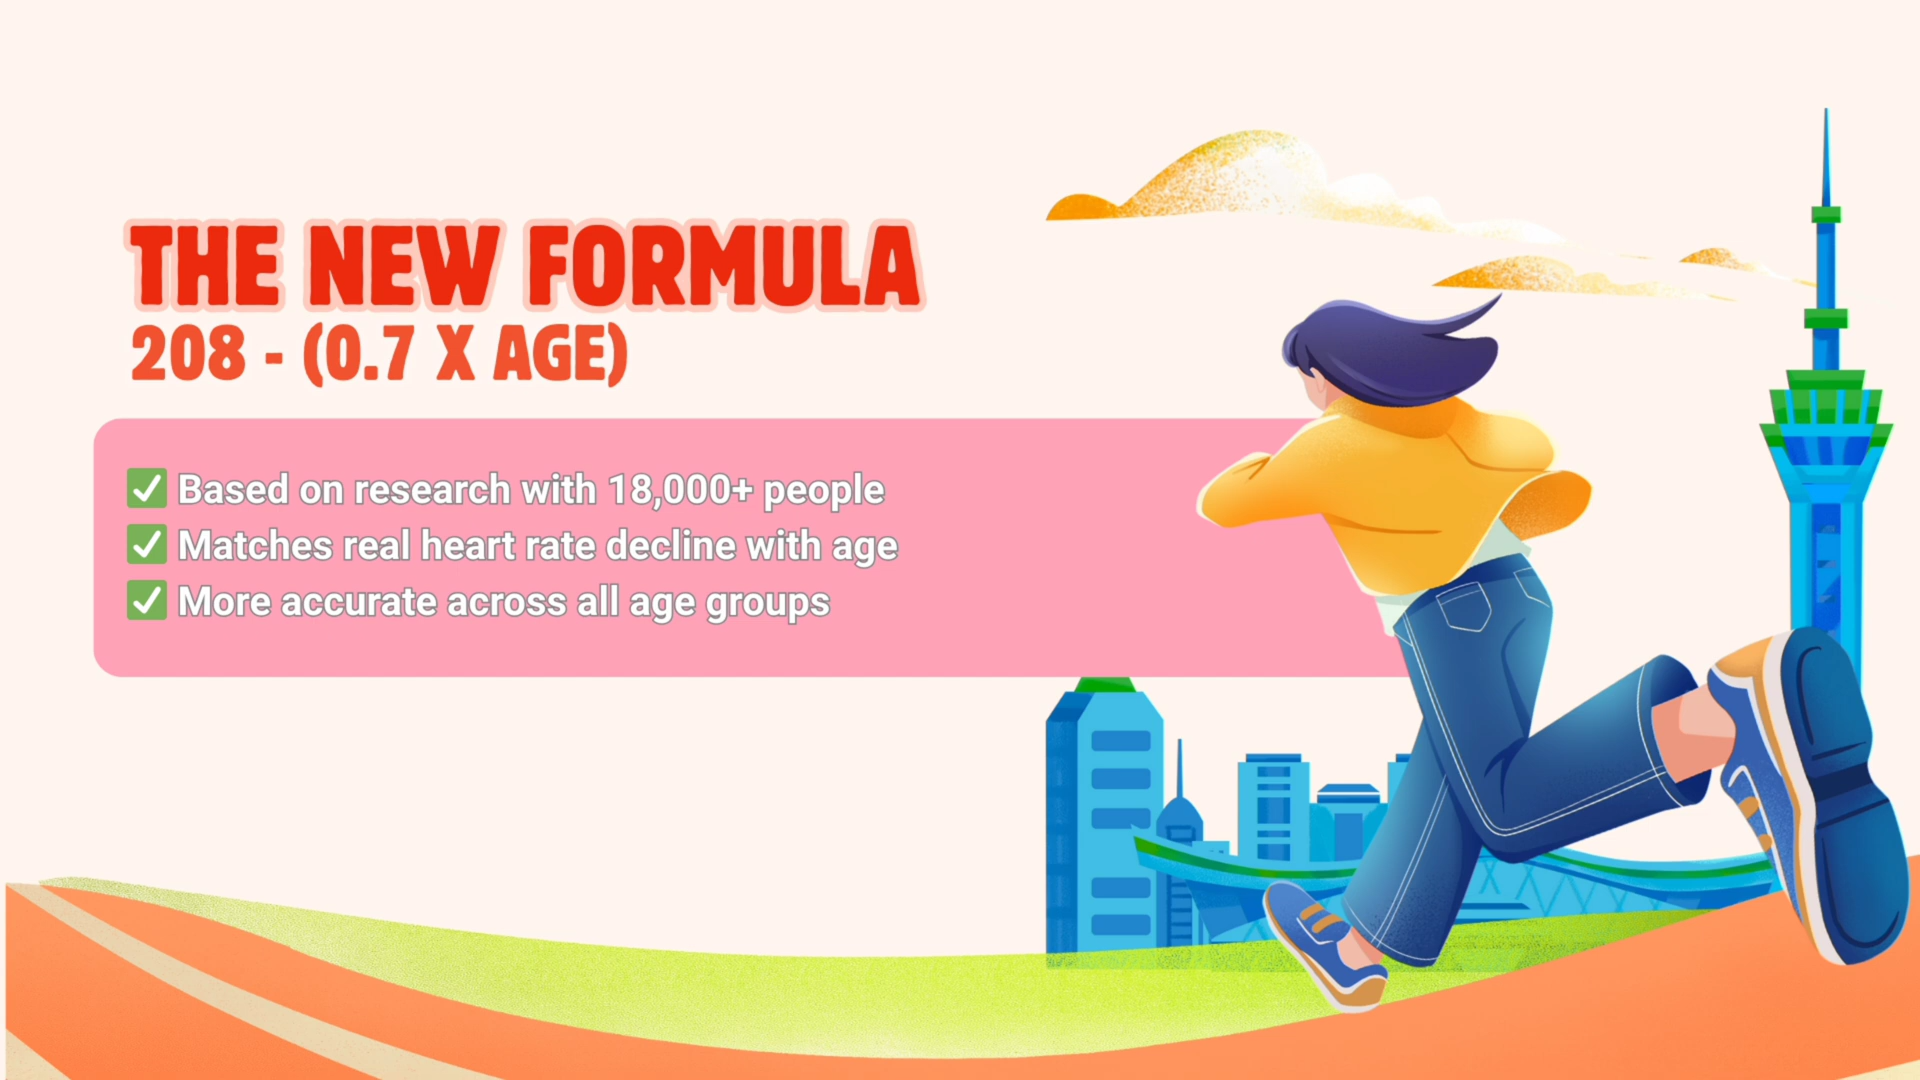 THE NEW FORMULA
208 - (0.7 X AGE)
✅ Based on research with 18,000+ people
✅ Matches real heart rate decline with age
✅ More accurate across all age groups